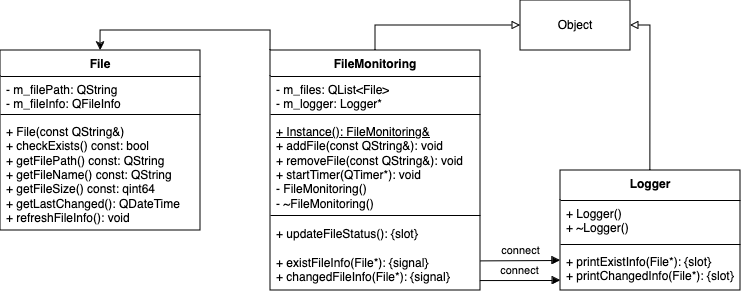 Object
File
- m_filePath: QString
- m_fileInfo: QFileInfo
+ File(const QString&)
+ checkExists() const: bool
+ getFilePath() const: QString
+ getFileName() const: QString
+ getFileSize() const: qint64
+ getLastChanged(): QDateTime
+ refreshFileInfo(): void
FileMonitoring
- m_files: QList<File>
- m_logger: Logger*
+ Instance(): FileMonitoring&
+ addFile(const QString&): void
+ removeFile(const QString&): void
+ startTimer(QTimer*): void
- FileMonitoring()
- ~FileMonitoring()
+ updateFileStatus(): {slot}
+ existFileInfo(File*): {signal}
+ changedFileInfo(File*): {signal}
connect
connect
Logger
+ Logger()
+ ~Logger()
+ printExistInfo(File*): {slot}
+ printChangedInfo(File*): {slot}